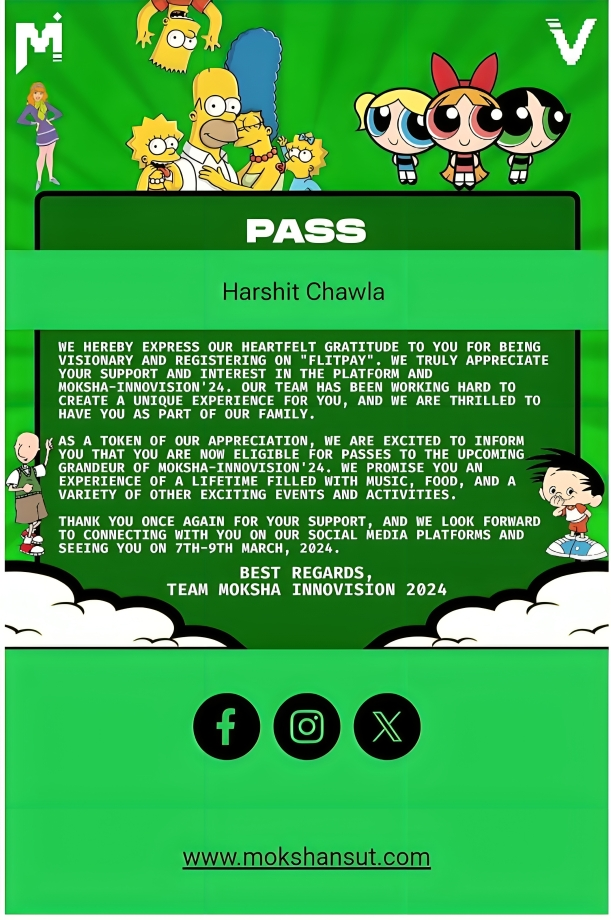 Mi
V
PASS
Harshit Chawla
WE HEREBY EXPRESS OUR HEARTFELT GRATITUDE TO YOU FOR BEING
VISIONARY AND REGISTERING ON "FLITPAY". WE TRULY APPRECIATE
YOUR SUPPORT AND INTEREST IN THE PLATFORM AND
MOKSHA-INNOVISION'24. OUR TEAM HAS BEEN WORKING HARD TO
CREATE A UNIQUE EXPERIENCE FOR YOU, AND WE ARE THRILLED TO
HAVE YOU AS PART OF OUR FAMILY.
AS A TOKEN OF OUR APPRECIATION, WE ARE EXCITED TO INFORM
YOU THAT YOU ARE NOW ELIGIBLE FOR PASSES TO THE UPCOMING
GRANDEUR OF MOKSHA-INNOVISION'24. WE PROMISE YOU AN
EXPERIENCE OF A LIFETIME FILLED WITH MUSIC, FOOD, AND A
VARIETY OF OTHER EXCITING EVENTS AND ACTIVITIES.
THANK YOU ONCE AGAIN FOR YOUR SUPPORT, AND WE LOOK FORWARD
TO CONNECTING WITH YOU ON OUR SOCIAL MEDIA PLATFORMS AND
SEEING YOU ON 7TH-9TH MARCH, 2024.
BEST REGARDS,
TEAM MOKSHA INNOVISION 2024
www.mokshansut.com